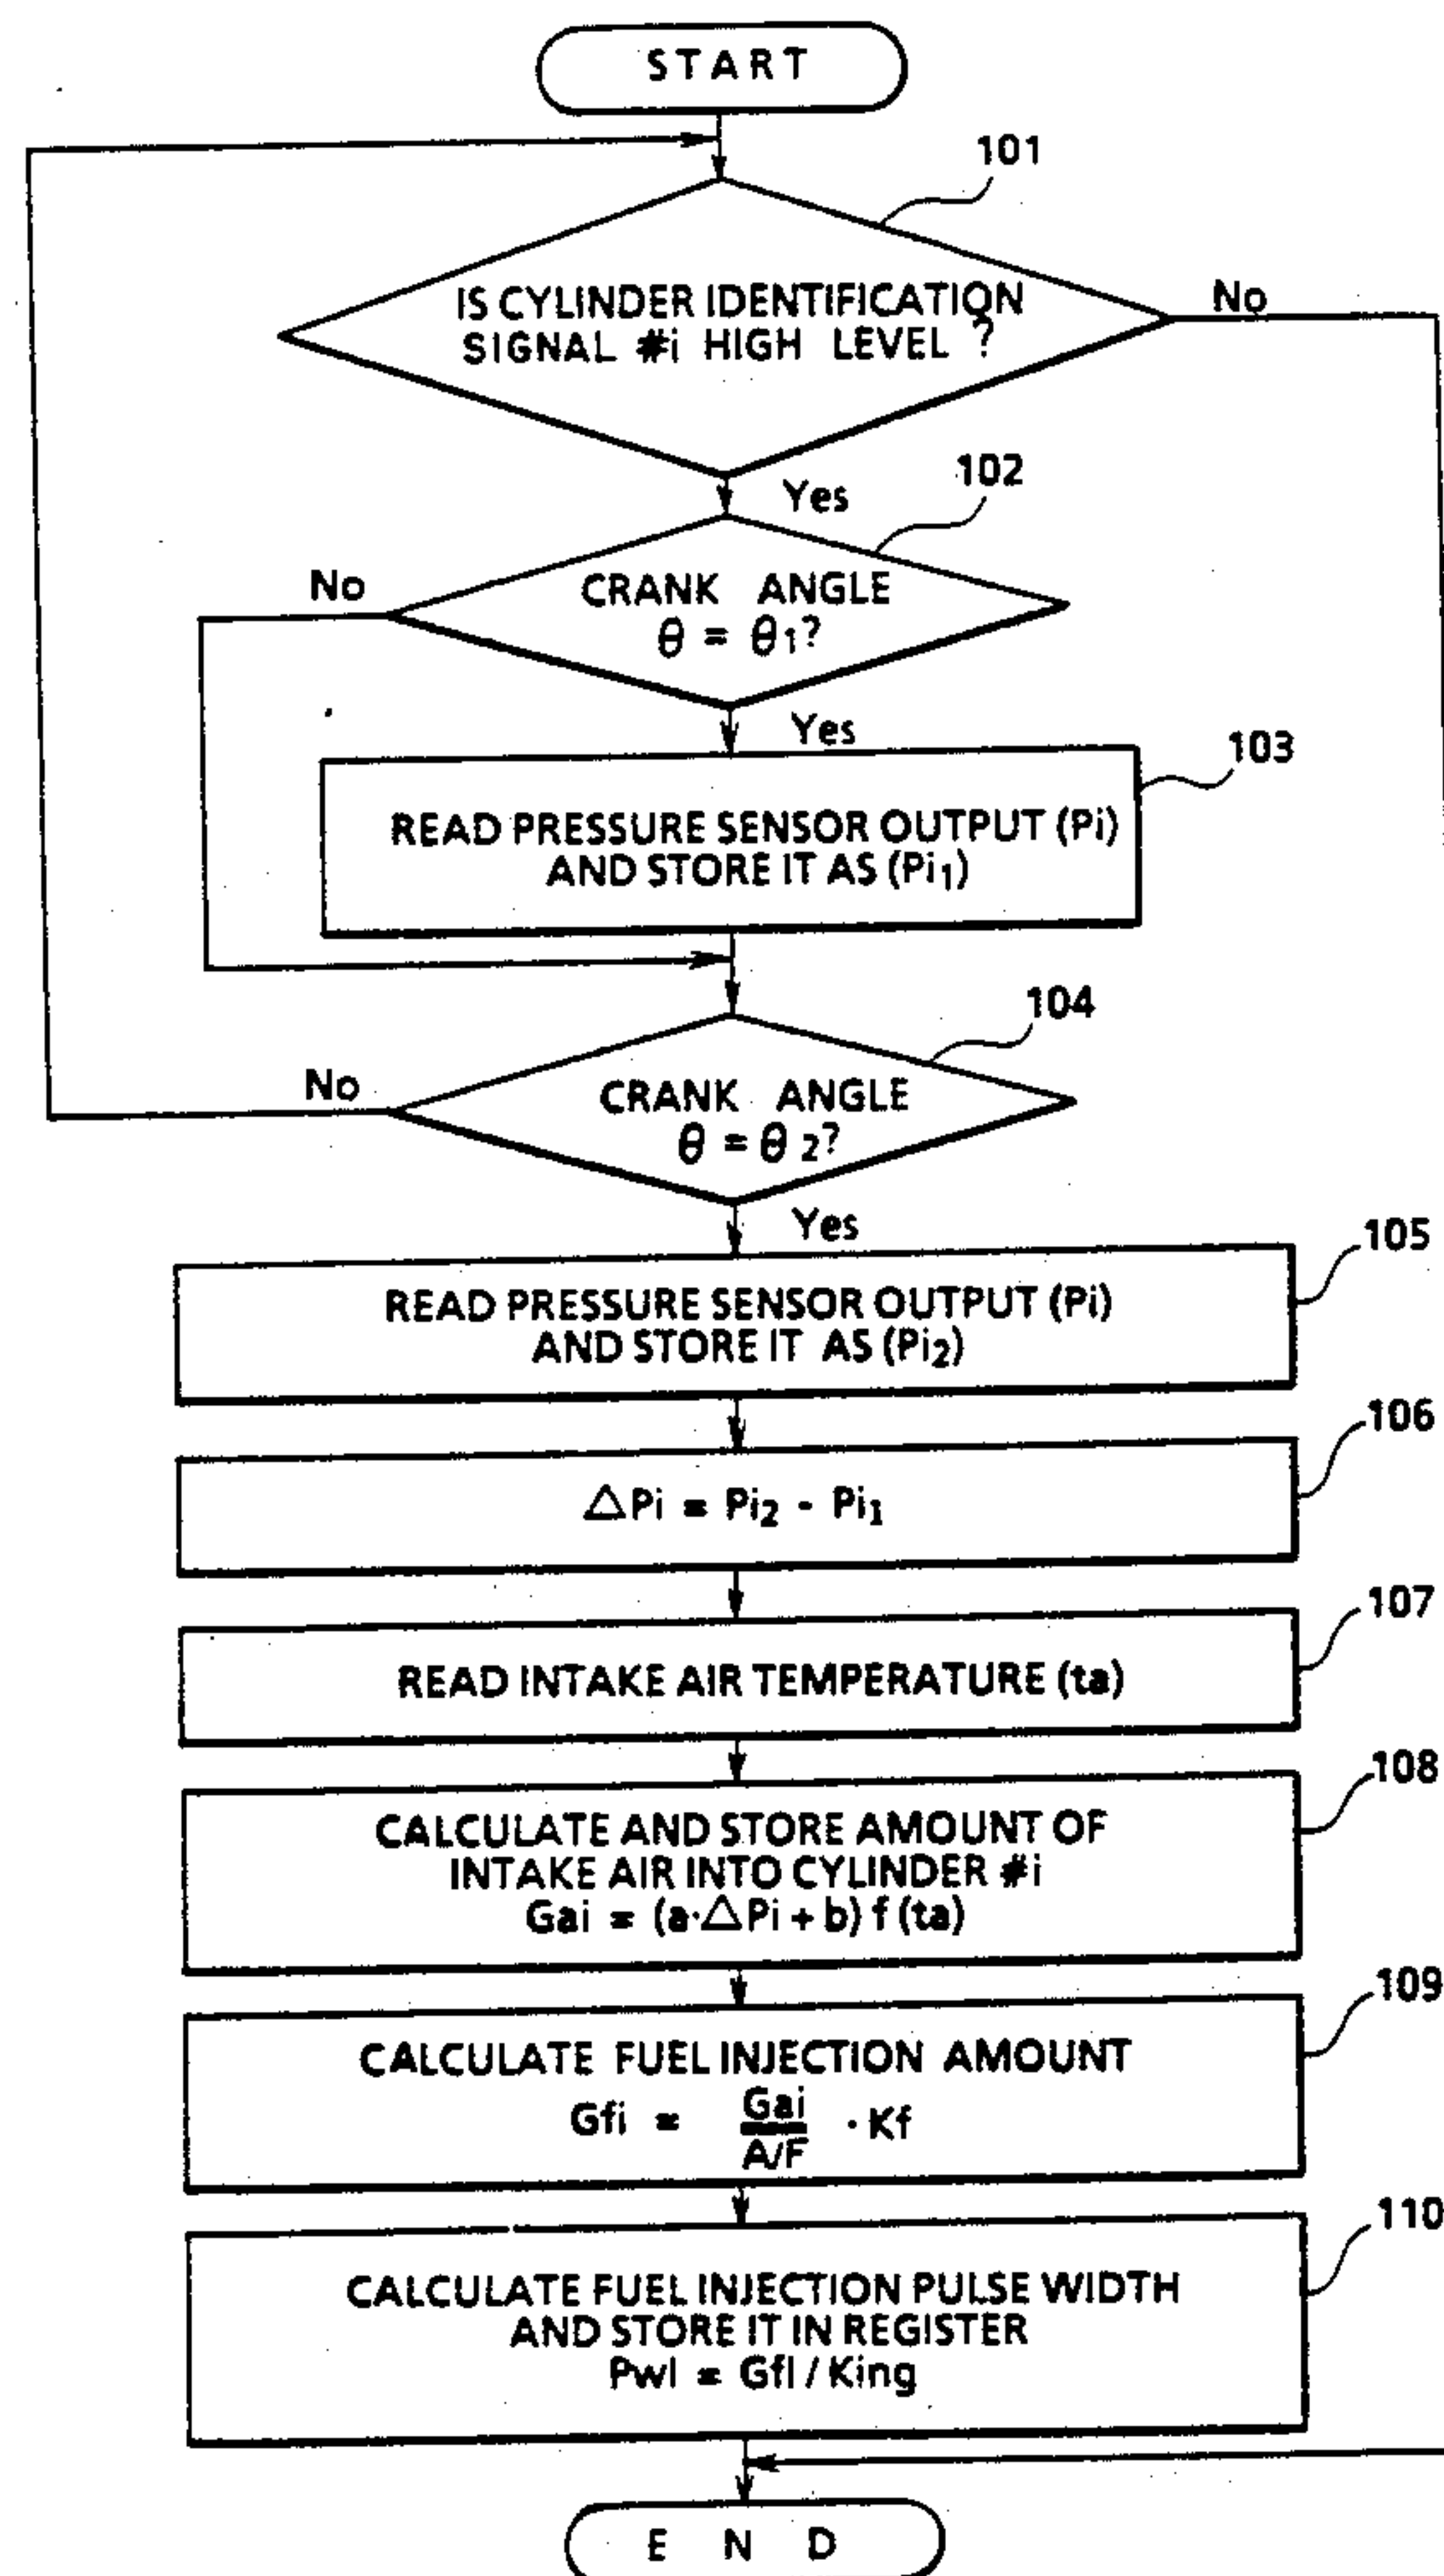 START
101
IS CYLINDER IDENTIFICATION
SIGNAL #i HIGH LEVEL ?
No
Yes
102
CRANK ANGLE
θ = θ1?
No
Yes
103
READ PRESSURE SENSOR OUTPUT (Pi)
AND STORE IT AS (Pi1)
104
CRANK ANGLE
θ = θ2?
No
Yes
105
READ PRESSURE SENSOR OUTPUT (Pi)
AND STORE IT AS (Pi2)
106
△Pi = Pi2 - Pi1
107
READ INTAKE AIR TEMPERATURE (ta)
108
CALCULATE AND STORE AMOUNT OF
INTAKE AIR INTO CYLINDER #i
Gai = (a·△Pi + b) f (ta)
109
CALCULATE FUEL INJECTION AMOUNT
Gfi = Gai / A/F · Kf
110
CALCULATE FUEL INJECTION PULSE WIDTH
AND STORE IT IN REGISTER
PwI = GfI / King
END